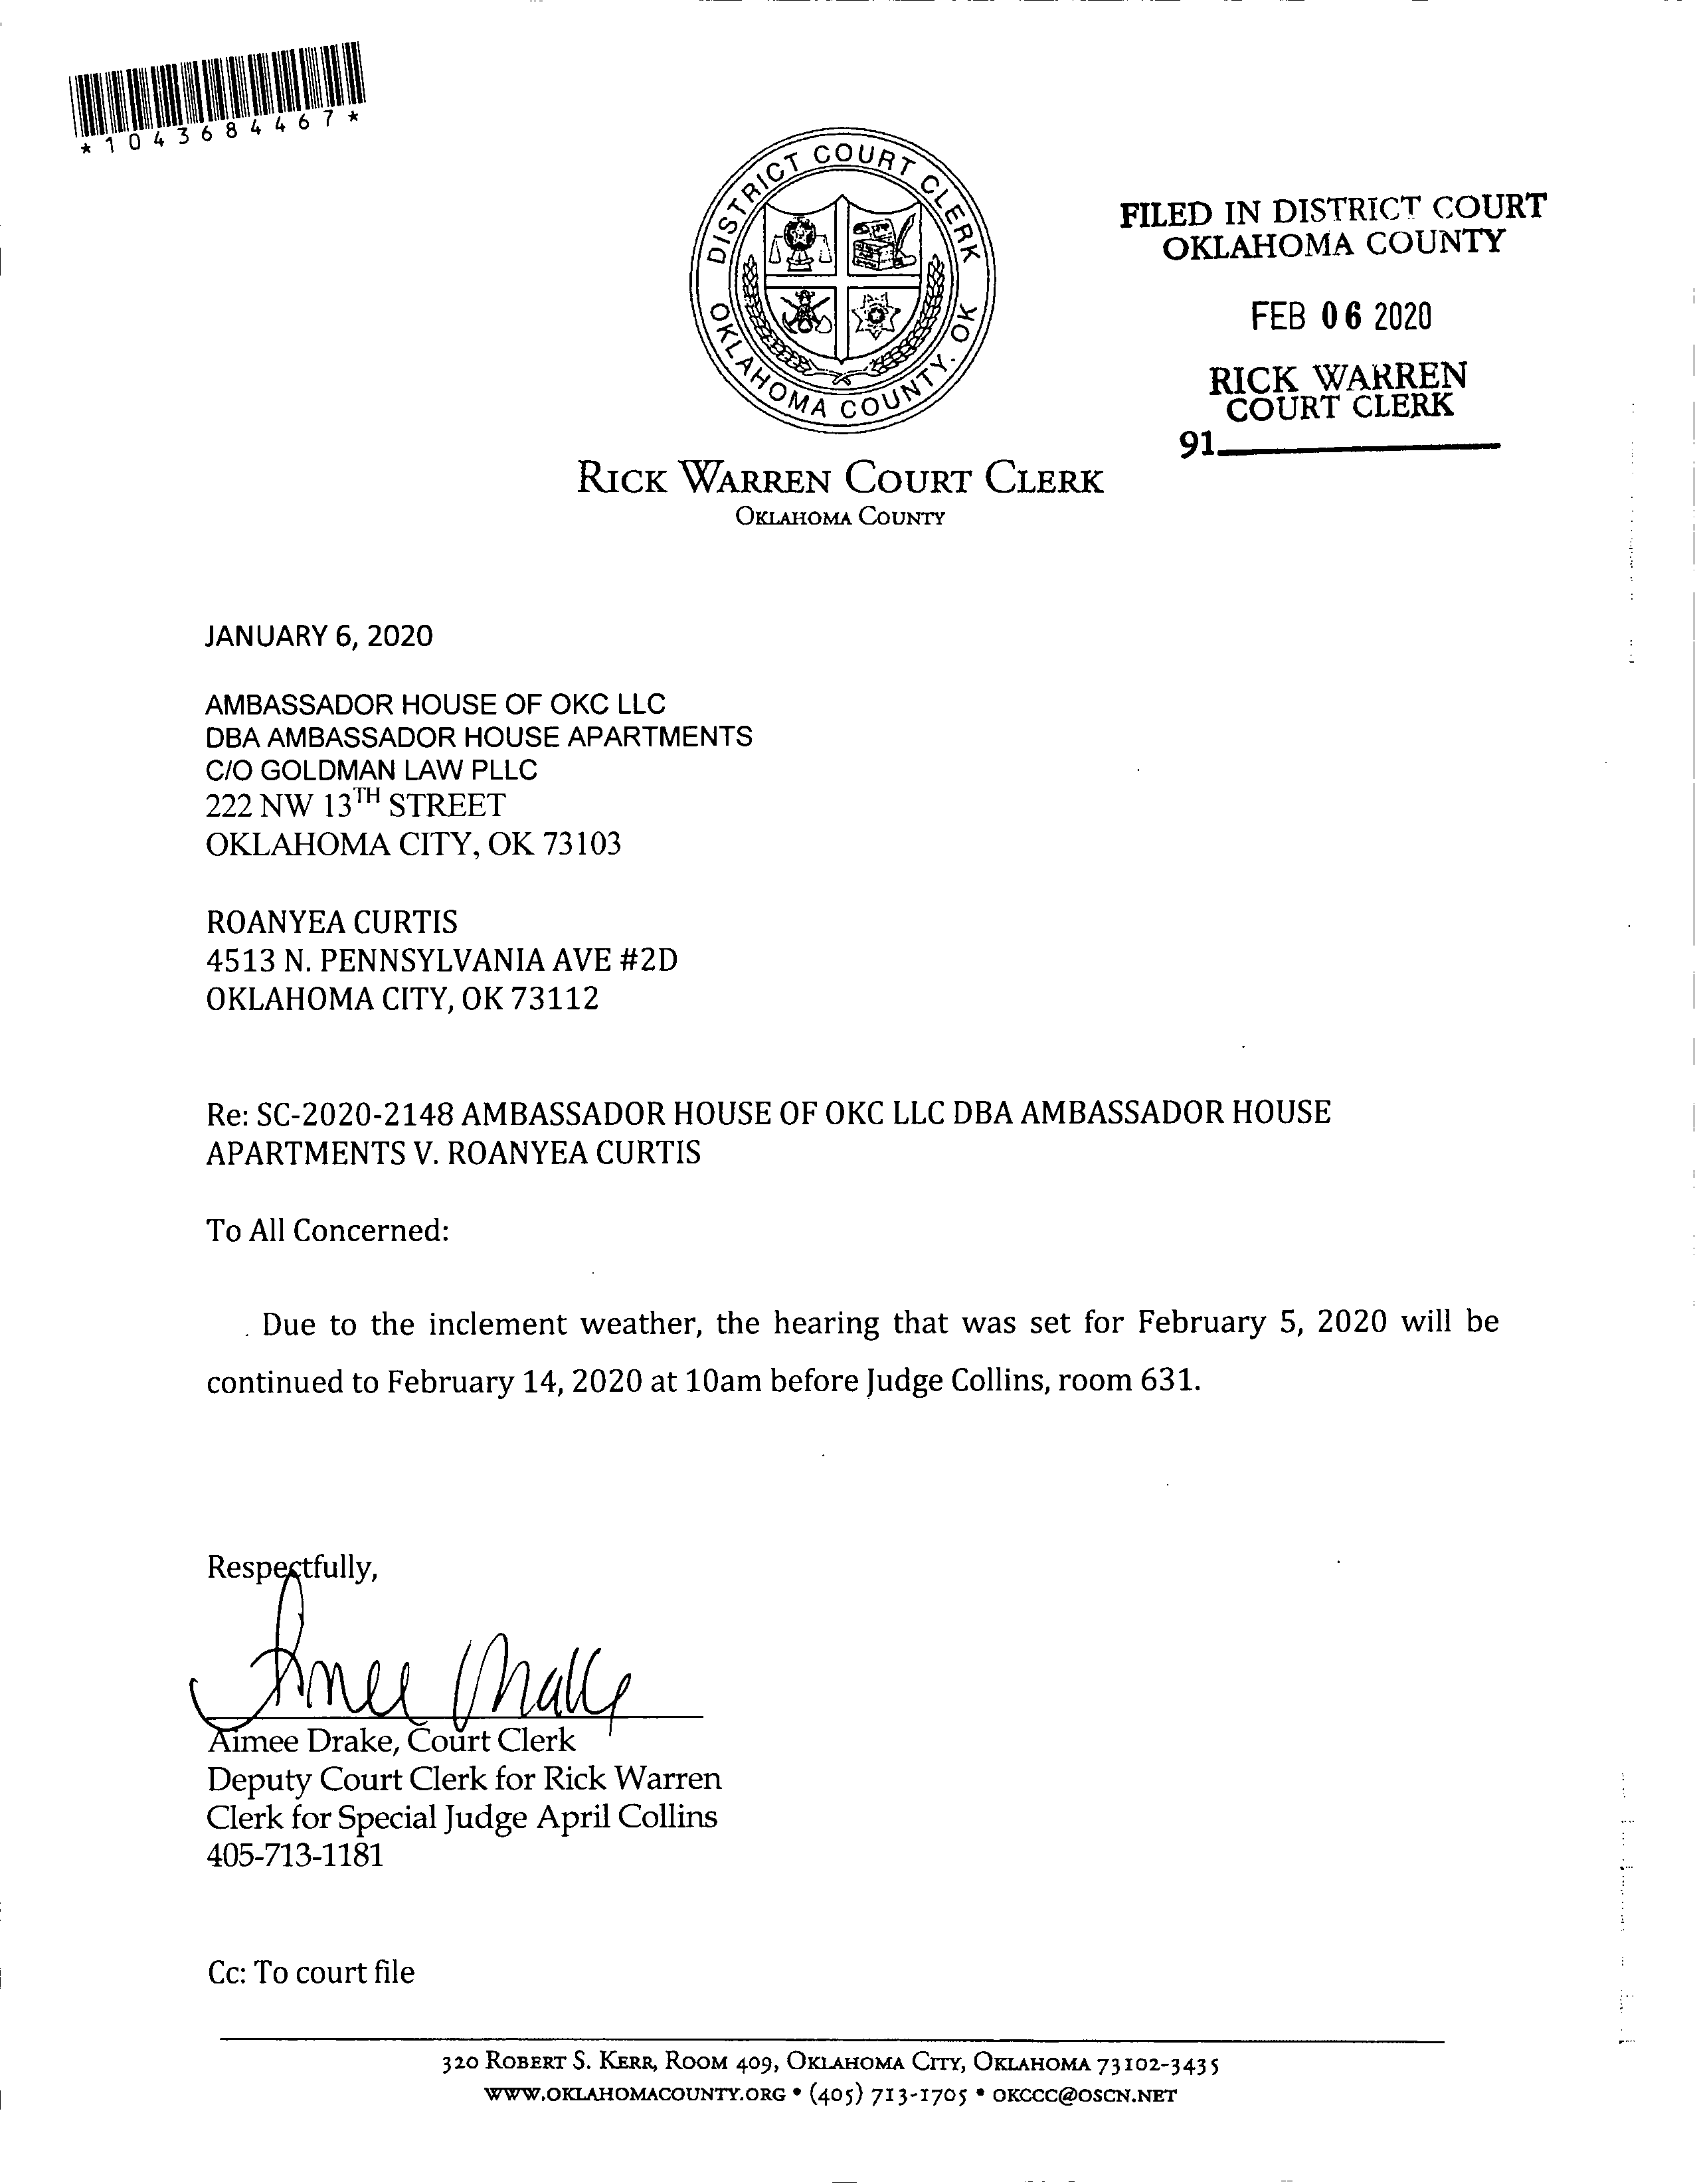 *1043684467*
DISTRICT COURT CLERK
OKLAHOMA COUNTY, OK
FILED IN DISTRICT COURT
OKLAHOMA COUNTY
FEB 06 2020
RICK WARREN
COURT CLERK
91
RICK WARREN COURT CLERK
OKLAHOMA COUNTY
JANUARY 6, 2020
AMBASSADOR HOUSE OF OKC LLC
DBA AMBASSADOR HOUSE APARTMENTS
C/O GOLDMAN LAW PLLC
222 NW 13TH STREET
OKLAHOMA CITY, OK 73103
ROANYEA CURTIS
4513 N. PENNSYLVANIA AVE #2D
OKLAHOMA CITY, OK 73112
Re: SC-2020-2148 AMBASSADOR HOUSE OF OKC LLC DBA AMBASSADOR HOUSE
APARTMENTS V. ROANYEA CURTIS
To All Concerned:
Due to the inclement weather, the hearing that was set for February 5, 2020 will be
continued to February 14, 2020 at 10am before Judge Collins, room 631.
Respectfully,
Aimee Drake, Court Clerk
Deputy Court Clerk for Rick Warren
Clerk for Special Judge April Collins
405-713-1181
Cc: To court file
320 ROBERT S. KERR, ROOM 409, OKLAHOMA CITY, OKLAHOMA 73102-3435
WWW.OKLAHOMACOUNTY.ORG • (405) 713-1705 • OKCCC@OSCN.NET